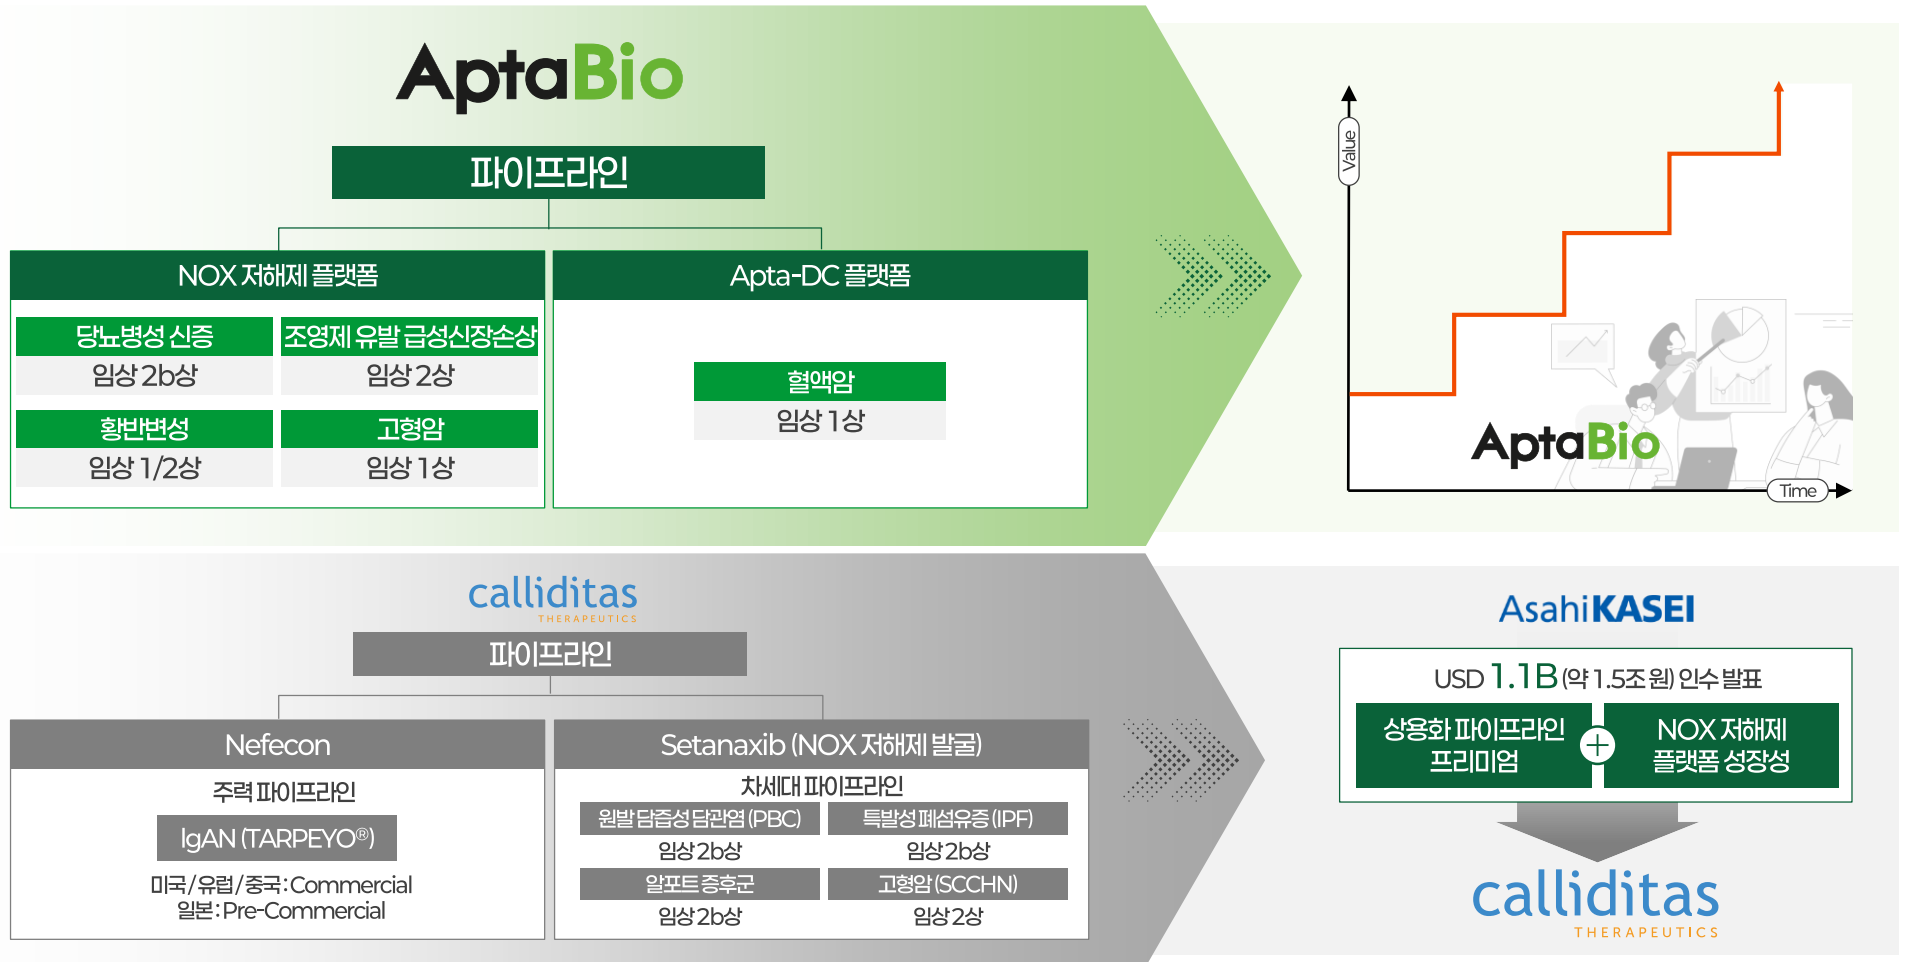 AptaBio
파이프라인
NOX 저해제 플랫폼
당뇨병성 신증
임상 2b상
조영제 유발 급성신장손상
임상 2상
황반변성
임상 1/2상
고형암
임상 1상
Apta-DC 플랫폼
혈액암
임상 1상
Value
AptaBio
Time
calliditas
THERAPEUTICS
파이프라인
Nefecon
주력 파이프라인
IgAN (TARPEYO®)
미국/유럽/중국:Commercial
일본:Pre-Commercial
Setanaxib (NOX 저해제 발굴)
차세대 파이프라인
원발 담즙성 담관염 (PBC)
임상 2b상
특발성 폐섬유증 (IPF)
임상 2b상
알포트 증후군
임상 2b상
고형암 (SCCHN)
임상 2상
AsahiKASEI
USD 1.1B (약 1.5조 원) 인수 발표
상용화 파이프라인
프리미엄
+
NOX 저해제
플랫폼 성장성
calliditas
THERAPEUTICS